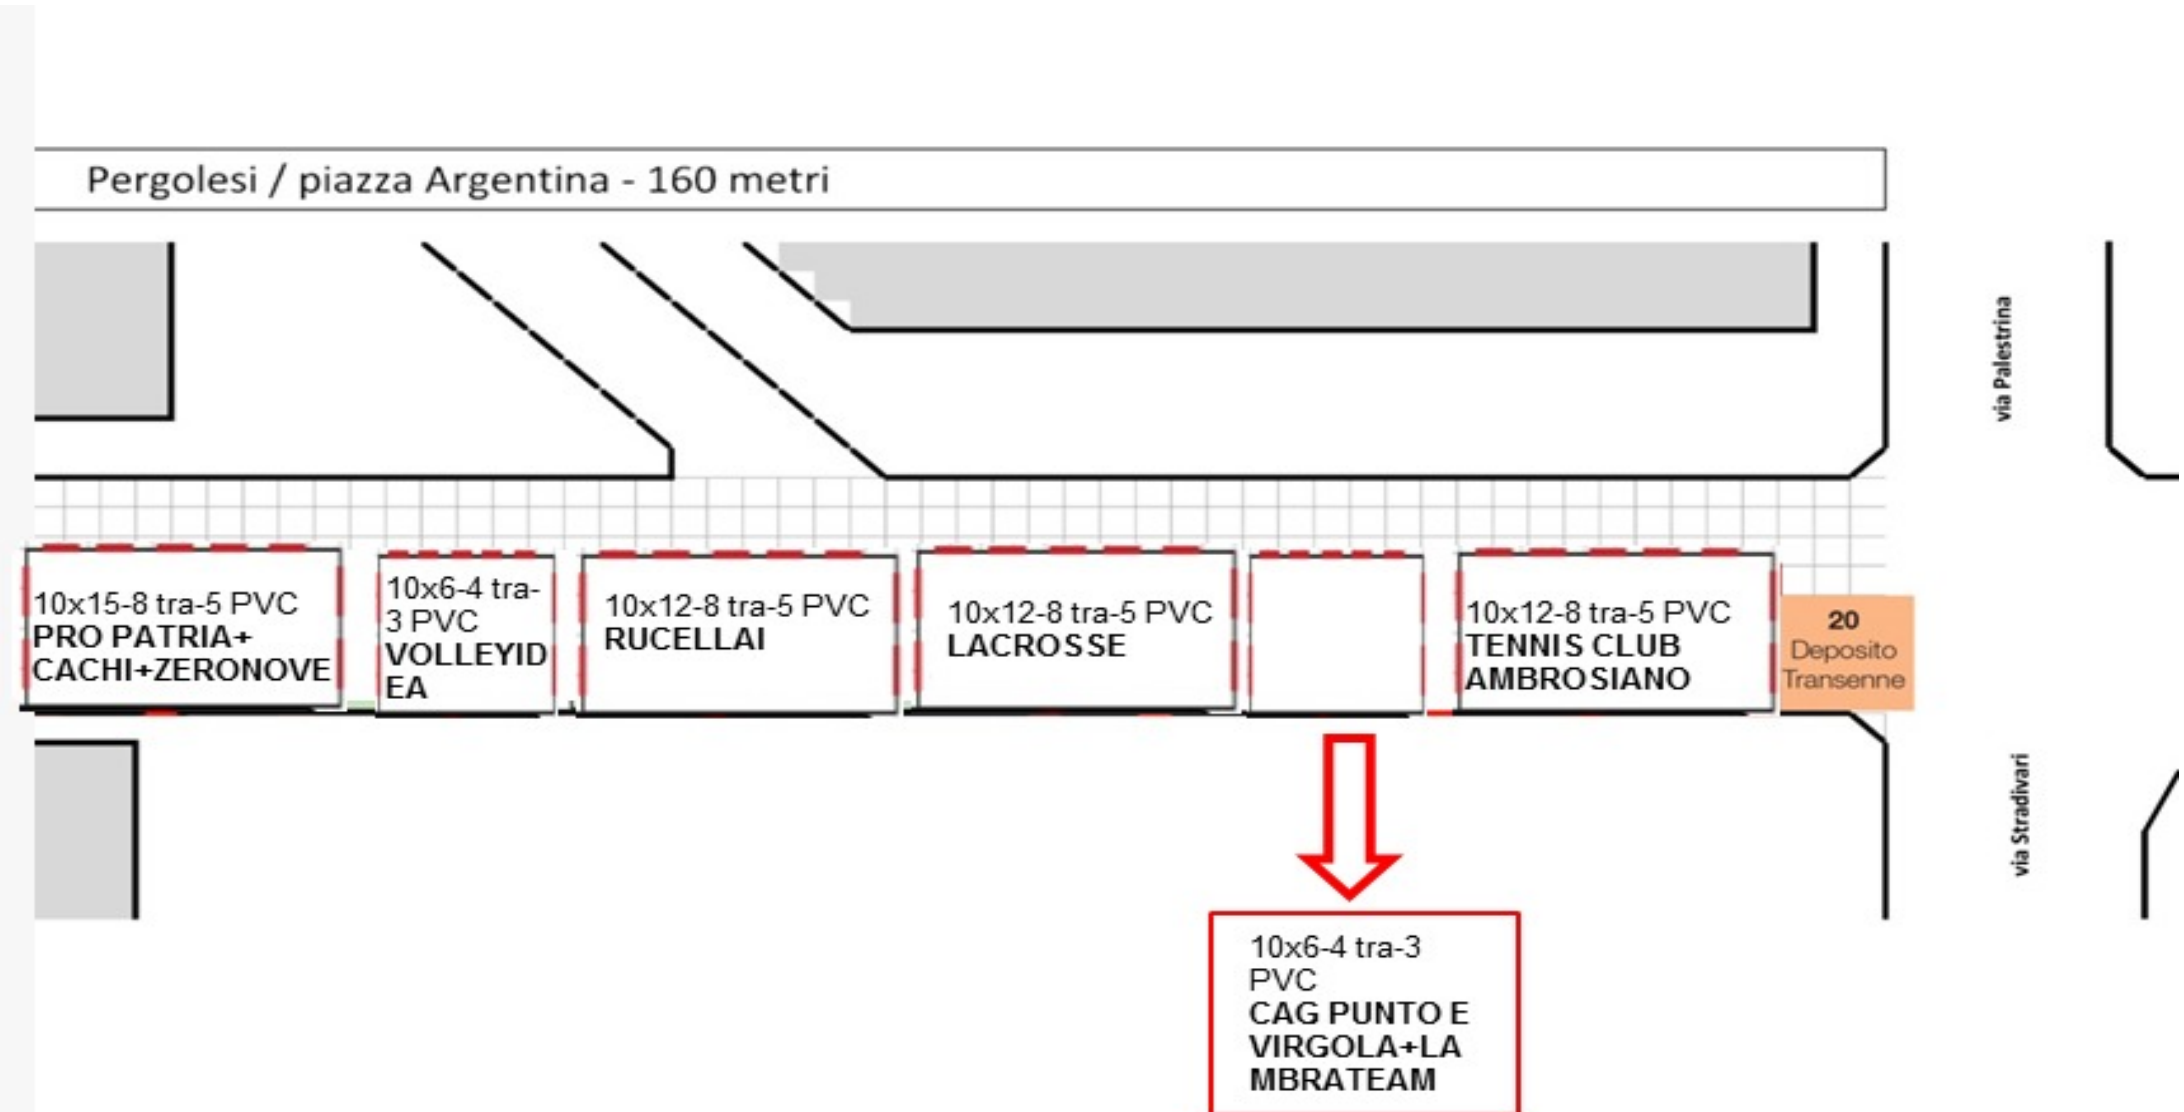 Pergolesi / piazza Argentina - 160 metri
via Palestrina
10x15-8 tra-5 PVC
PRO PATRIA+
CACHI+ZERONOVE
10x6-4 tra-
3 PVC
VOLLEYID
EA
10x12-8 tra-5 PVC
RUCELLAI
10x12-8 tra-5 PVC
LACROSSE
10x12-8 tra-5 PVC
TENNIS CLUB
AMBROSIANO
20
Deposito
Transenne
via Stradivari
10x6-4 tra-3
PVC
CAG PUNTO E
VIRGOLA+LA
MBRATEAM